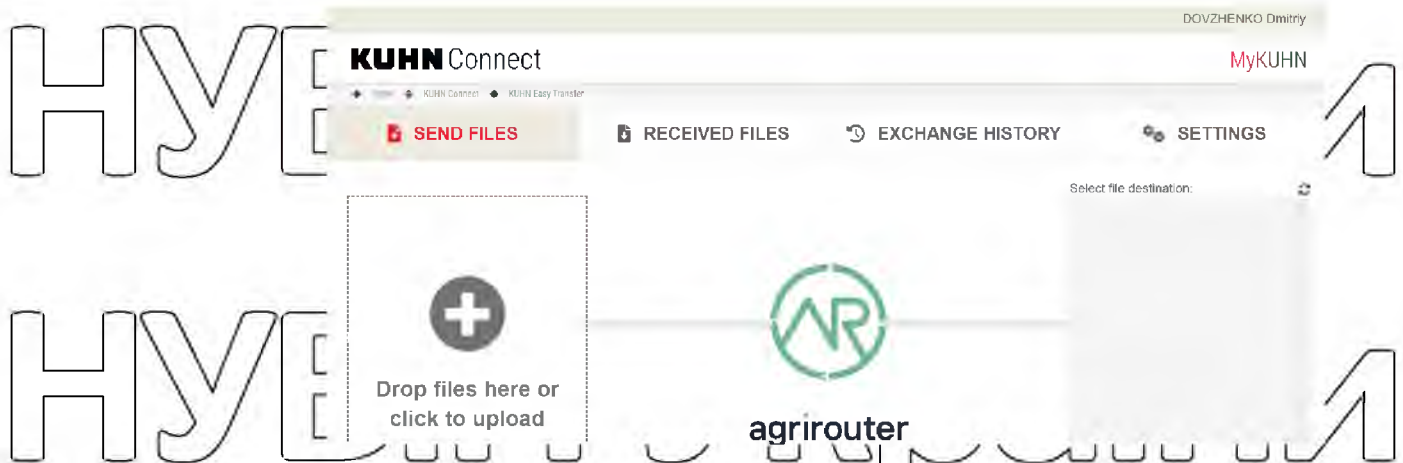 DOVZHENKO Dmitriy
KUHN Connect
MyKUHN
KUHN Connect KUHN Easy Transfer
SEND FILES RECEIVED FILES EXCHANGE HISTORY SETTINGS
Select file destination:
AR
Drop files here or
click to upload
agrirouter